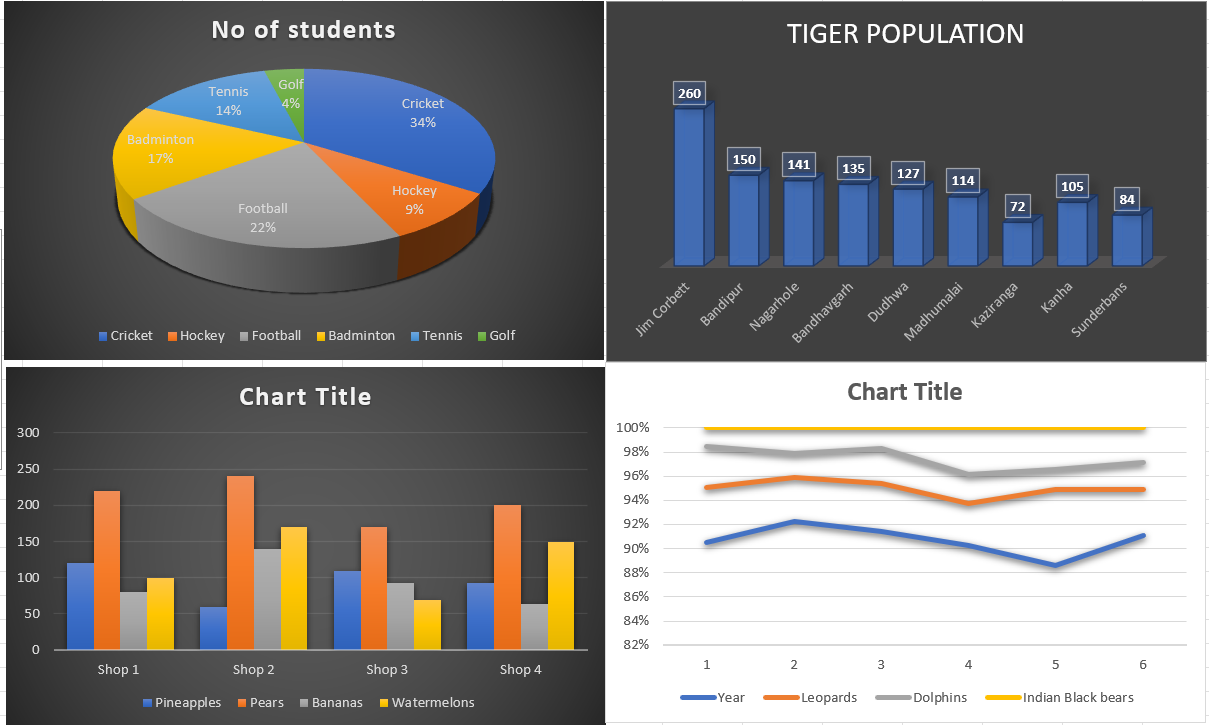 No of students
Golf
4%
Tennis
14%
Cricket
34%
Badminton
17%
Hockey
9%
Football
22%
Cricket Hockey Football Badminton Tennis Golf
TIGER POPULATION
260
150
141
135
127
114
72
105
84
Jim Corbett
Bandipur
Nagarhole
Bandhavgarh
Dudhwa
Madhumalai
Kaziranga
Kanha
Sunderbans
Chart Title
300
250
200
150
100
50
0
Shop 1 Shop 2 Shop 3 Shop 4
Pineapples Pears Bananas Watermelons
Chart Title
100%
98%
96%
94%
92%
90%
88%
86%
84%
82%
1 2 3 4 5 6
Year Leopards Dolphins Indian Black bears